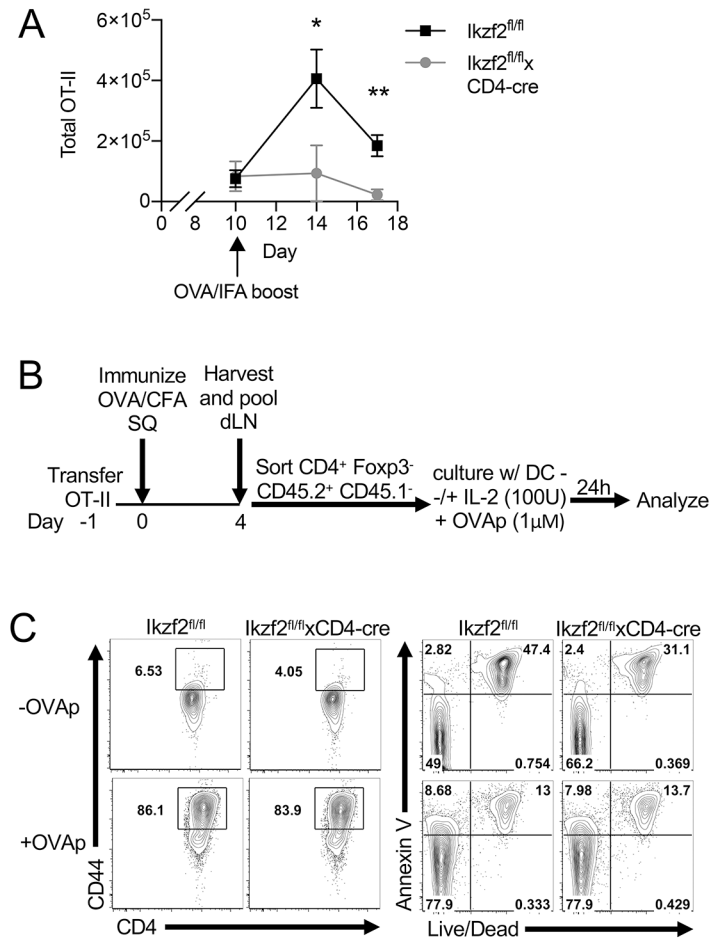 A
6×10⁵
4×10⁵
2×10⁵
0
Total OT-II
0 8 10 12 14 16 18
Day
*
**
Ikzf2fl/fl
Ikzf2fl/flx
CD4-cre
OVA/IFA boost
B
Immunize
OVA/CFA
SQ
Harvest
and pool
dLN
Transfer
OT-II
Day -1 0 4
Sort CD4⁺ Foxp3⁻
CD45.2⁺ CD45.1⁻
culture w/ DC -
-/+ IL-2 (100U)
+ OVAp (1µM)
24h
Analyze
C
Ikzf2fl/fl Ikzf2fl/flxCD4-cre
-OVAp
6.53 4.05
+OVAp
86.1 83.9
CD44
CD4
Ikzf2fl/fl Ikzf2fl/flxCD4-cre
2.82 47.4 2.4 31.1
49 0.754 66.2 0.369
8.68 13 7.98 13.7
77.9 0.333 77.9 0.429
Annexin V
Live/Dead